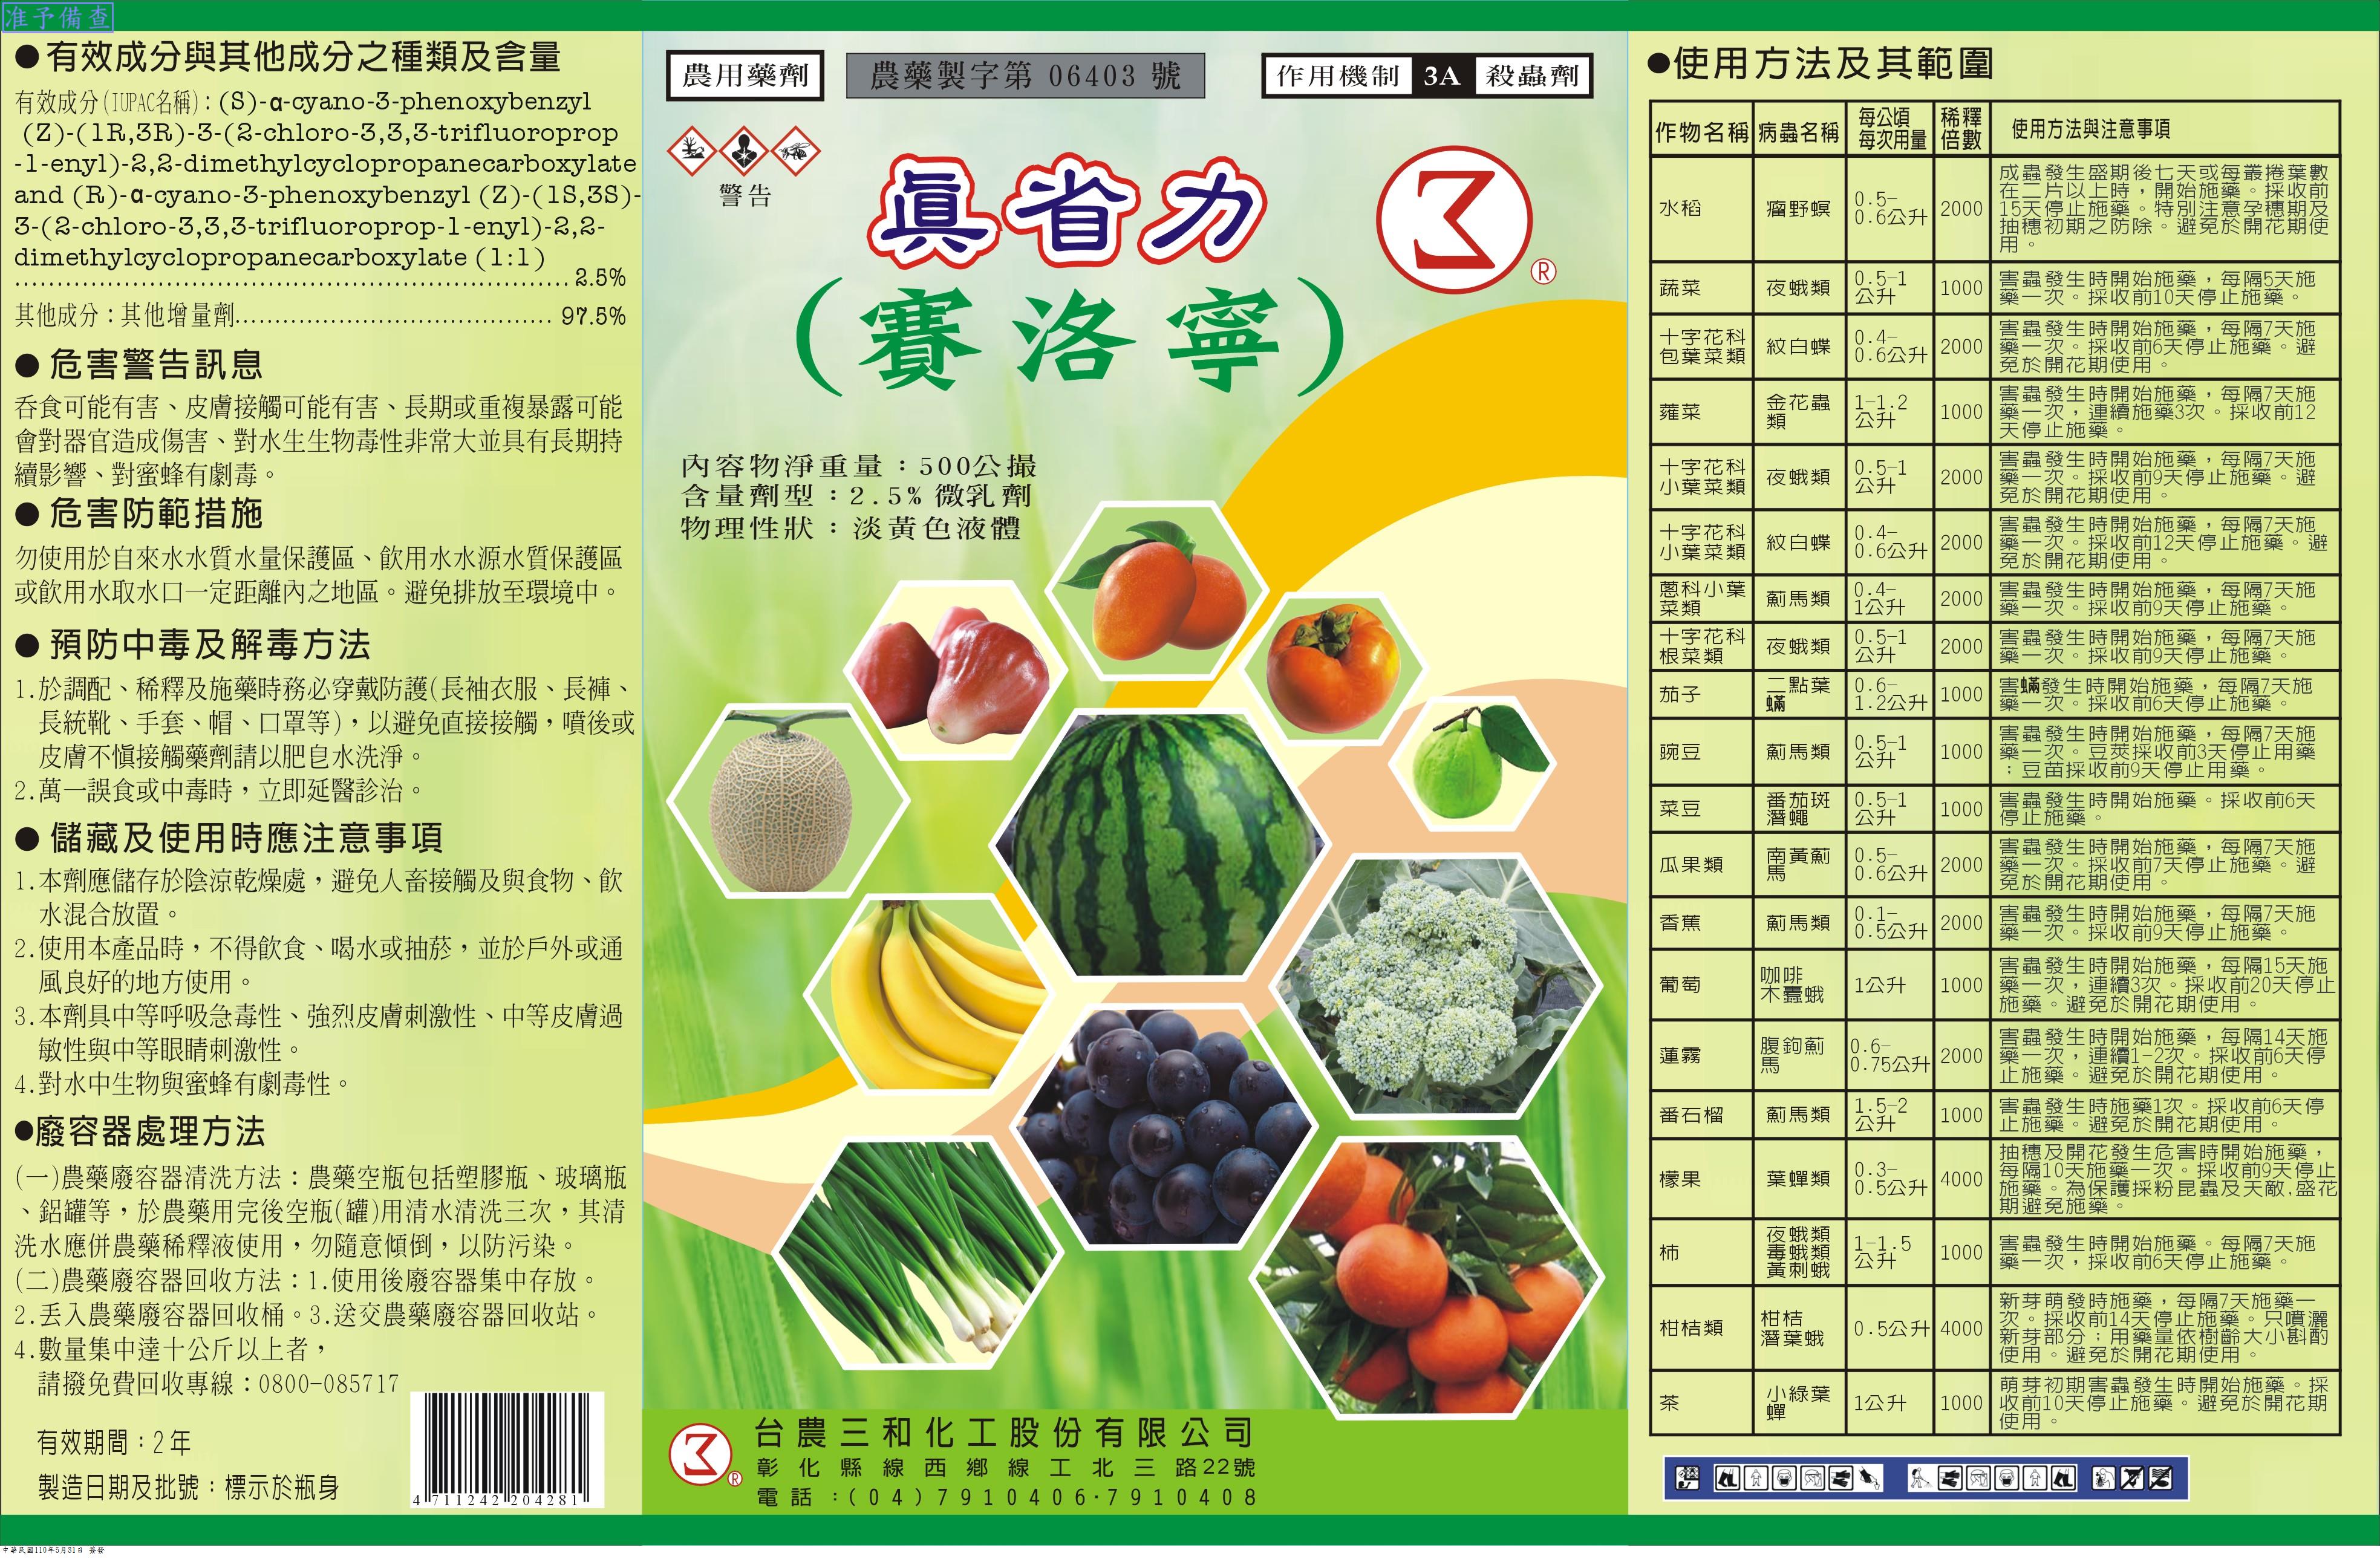 准予備查
●有效成分與其他成分之種類及含量
有效成分(IUPAC名稱)：(S)-α-cyano-3-phenoxybenzyl
(Z)-(1R,3R)-3-(2-chloro-3,3,3-trifluoroprop
-1-enyl)-2,2-dimethylcyclopropanecarboxylate
and (R)-α-cyano-3-phenoxybenzyl (Z)-(1S,3S)-
3-(2-chloro-3,3,3-trifluoroprop-1-enyl)-2,2-
dimethylcyclopropanecarboxylate (1:1)
.................................................................. 2.5%
其他成分：其他增量劑...................................... 97.5%
● 危害警告訊息
吞食可能有害、皮膚接觸可能有害、長期或重複暴露可能
會對器官造成傷害、對水生生物毒性非常大並具有長期持
續影響、對蜜蜂有劇毒。
● 危害防範措施
勿使用於自來水水質水量保護區、飲用水水源水質保護區
或飲用水取水口一定距離內之地區。避免排放至環境中。
● 預防中毒及解毒方法
1.於調配、稀釋及施藥時務必穿戴防護(長袖衣服、長褲、
長統靴、手套、帽、口罩等)，以避免直接接觸，噴後或
皮膚不慎接觸藥劑請以肥皂水洗淨。
2.萬一誤食或中毒時，立即延醫診治。
● 儲藏及使用時應注意事項
1.本劑應儲存於陰涼乾燥處，避免人畜接觸及與食物、飲
水混合放置。
2.使用本產品時，不得飲食、喝水或抽菸，並於戶外或通
風良好的地方使用。
3.本劑具中等呼吸急毒性、強烈皮膚刺激性、中等皮膚過
敏性與中等眼睛刺激性。
4.對水中生物與蜜蜂有劇毒性。
●廢容器處理方法
(一)農藥廢容器清洗方法：農藥空瓶包括塑膠瓶、玻璃瓶
、鋁罐等，於農藥用完後空瓶(罐)用清水清洗三次，其清
洗水應併農藥稀釋液使用，勿隨意傾倒，以防污染。
(二)農藥廢容器回收方法：1.使用後廢容器集中存放。
2.丟入農藥廢容器回收桶。3.送交農藥廢容器回收站。
4.數量集中達十公斤以上者，
請撥免費回收專線：0800-085717
有效期間：2年
製造日期及批號：標示於瓶身
4 711242 204281
農用藥劑
農藥製字第 06403 號
作用機制 3A 殺蟲劑
警告
眞省力
®
(賽洛寧)
內容物淨重量：500公撮
含量劑型：2.5% 微乳劑
物理性狀：淡黃色液體
®
台農三和化工股份有限公司
彰化縣線西鄉線工北三路22號
電話:(04)7910406·7910408
●使用方法及其範圍
作物名稱 病蟲名稱 每公頃每次用量 稀釋倍數 使用方法與注意事項
水稻 瘤野螟 0.5-0.6公升 2000 成蟲發生盛期後七天或每叢捲葉數
在二片以上時，開始施藥。採收前
15天停止施藥。特別注意孕穗期及
抽穗初期之防除。避免於開花期使
用。
蔬菜 夜蛾類 0.5-1公升 1000 害蟲發生時開始施藥，每隔5天施
藥一次。採收前10天停止施藥。
十字花科包葉菜類 紋白蝶 0.4-0.6公升 2000 害蟲發生時開始施藥，每隔7天施
藥一次。採收前6天停止施藥。避
免於開花期使用。
蕹菜 金花蟲類 1-1.2公升 1000 害蟲發生時開始施藥，每隔7天施
藥一次，連續施藥3次。採收前12
天停止施藥。
十字花科小葉菜類 夜蛾類 0.5-1公升 2000 害蟲發生時開始施藥，每隔7天施
藥一次。採收前9天停止施藥。避
免於開花期使用。
十字花科小葉菜類 紋白蝶 0.4-0.6公升 2000 害蟲發生時開始施藥，每隔7天施
藥一次。採收前12天停止施藥。避
免於開花期使用。
蔥科小葉菜類 薊馬類 0.4-1公升 2000 害蟲發生時開始施藥，每隔7天施
藥一次。採收前9天停止施藥。
十字花科根菜類 夜蛾類 0.5-1公升 2000 害蟲發生時開始施藥，每隔7天施
藥一次。採收前9天停止施藥。
茄子 二點葉蟎 0.6-1.2公升 1000 害蟎發生時開始施藥，每隔7天施
藥一次。採收前6天停止施藥。
豌豆 薊馬類 0.5-1公升 1000 害蟲發生時開始施藥，每隔7天施
藥一次。豆莢採收前3天停止用藥
；豆苗採收前9天停止用藥。
菜豆 番茄斑潛蠅 0.5-1公升 1000 害蟲發生時開始施藥。採收前6天
停止施藥。
瓜果類 南黃薊馬 0.5-0.6公升 2000 害蟲發生時開始施藥，每隔7天施
藥一次。採收前7天停止施藥。避
免於開花期使用。
香蕉 薊馬類 0.1-0.5公升 2000 害蟲發生時開始施藥，每隔7天施
藥一次。採收前9天停止施藥。
葡萄 咖啡木蠹蛾 1公升 1000 害蟲發生時開始施藥，每隔15天施
藥一次，連續3次。採收前20天停止
施藥。避免於開花期使用。
蓮霧 腹鉤薊馬 0.6-0.75公升 2000 害蟲發生時開始施藥，每隔14天施
藥一次，連續1-2次。採收前6天停
止施藥。避免於開花期使用。
番石榴 薊馬類 1.5-2公升 1000 害蟲發生時施藥1次。採收前6天停
止施藥。避免於開花期使用。
檬果 葉蟬類 0.3-0.5公升 4000 抽穗及開花發生危害時開始施藥，
每隔10天施藥一次。採收前9天停止
施藥。為保護採粉昆蟲及天敵,盛花
期避免施藥。
柿 夜蛾類毒蛾類黃刺蛾 1-1.5公升 1000 害蟲發生時開始施藥。每隔7天施
藥一次，採收前6天停止施藥。
柑桔類 柑桔潛葉蛾 0.5公升 4000 新芽萌發時施藥，每隔7天施藥一
次。採收前14天停止施藥。只噴灑
新芽部分；用藥量依樹齡大小斟酌
使用。避免於開花期使用。
茶 小綠葉蟬 1公升 1000 萌芽初期害蟲發生時開始施藥。採
收前10天停止施藥。避免於開花期
使用。
中華民國110年5月31日 簽發